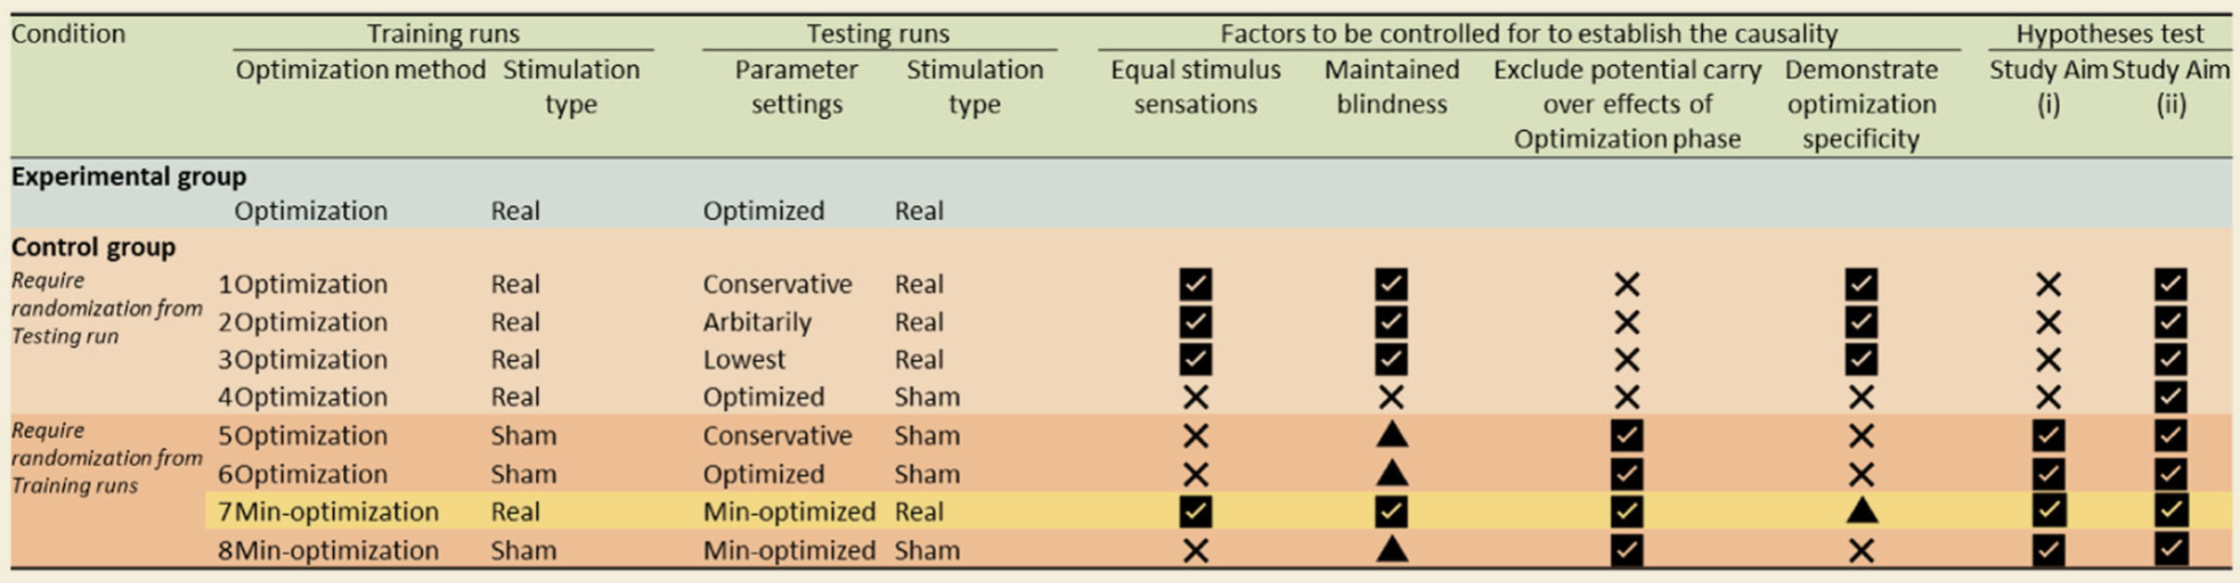 Condition Training runs Testing runs Factors to be controlled for to establish the causality Hypotheses test
Optimization method Stimulation type Parameter settings Stimulation type Equal stimulus sensations Maintained blindness Exclude potential carry over effects of Optimization phase Demonstrate optimization specificity Study Aim (i) Study Aim (ii)
Experimental group
Optimization Real Optimized Real
Control group
Require randomization from Testing run
1 Optimization Real Conservative Real
2 Optimization Real Arbitarily Real
3 Optimization Real Lowest Real
4 Optimization Real Optimized Sham
Require randomization from Training runs
5 Optimization Sham Conservative Sham
6 Optimization Sham Optimized Sham
7 Min-optimization Real Min-optimized Real
8 Min-optimization Sham Min-optimized Sham